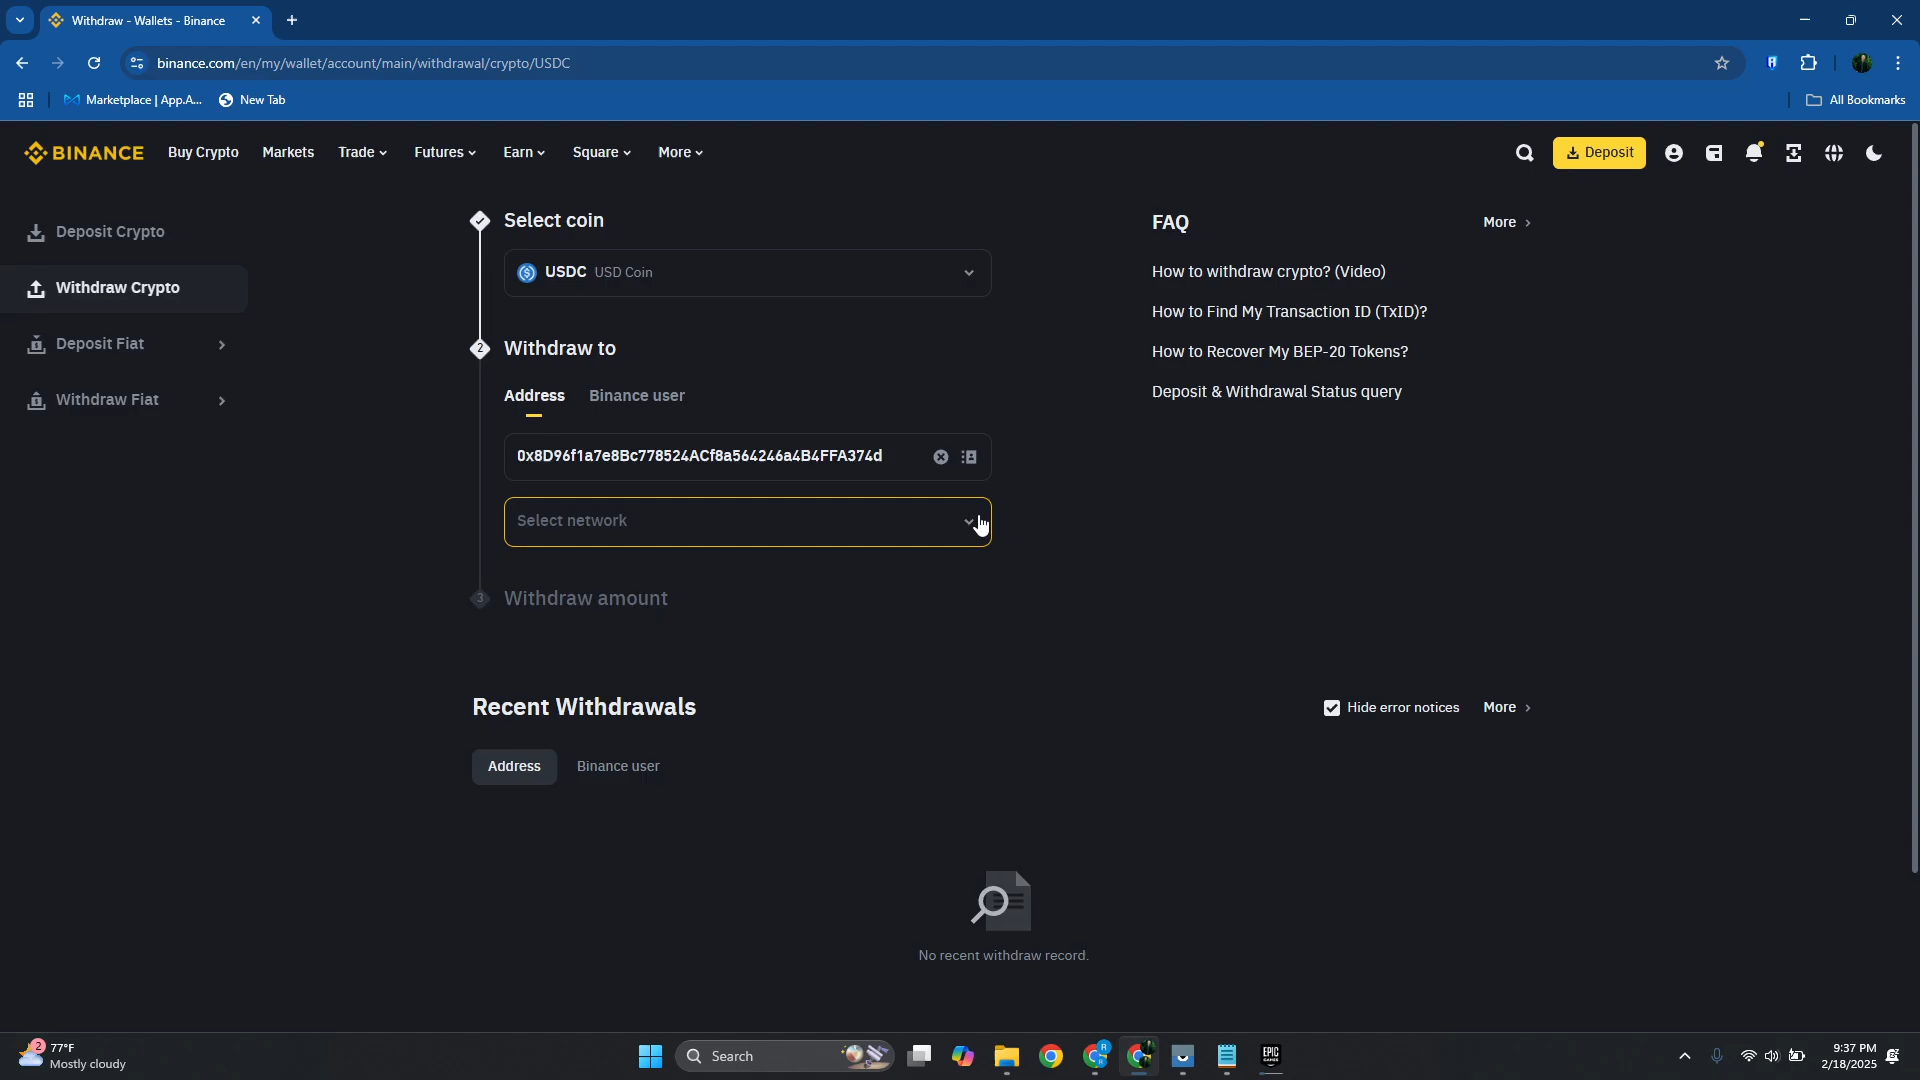 Withdraw - Wallets - Binance
binance.com/en/my/wallet/account/main/withdrawal/crypto/USDC
Marketplace | App.A...
New Tab
All Bookmarks
BINANCE
Buy Crypto
Markets
Trade
Futures
Earn
Square
More
Deposit
Deposit Crypto
Withdraw Crypto
Deposit Fiat
Withdraw Fiat
Select coin
USDC USD Coin
2 Withdraw to
Address
Binance user
0x8D96f1a7e8Bc778524ACf8a564246a4B4FFA374d
Select network
3 Withdraw amount
FAQ
More
How to withdraw crypto? (Video)
How to Find My Transaction ID (TxID)?
How to Recover My BEP-20 Tokens?
Deposit & Withdrawal Status query
Recent Withdrawals
Hide error notices
More
Address
Binance user
No recent withdraw record.
2
77°F
Mostly cloudy
Search
R
EPIC
GAMES
9:37 PM
2/18/2025